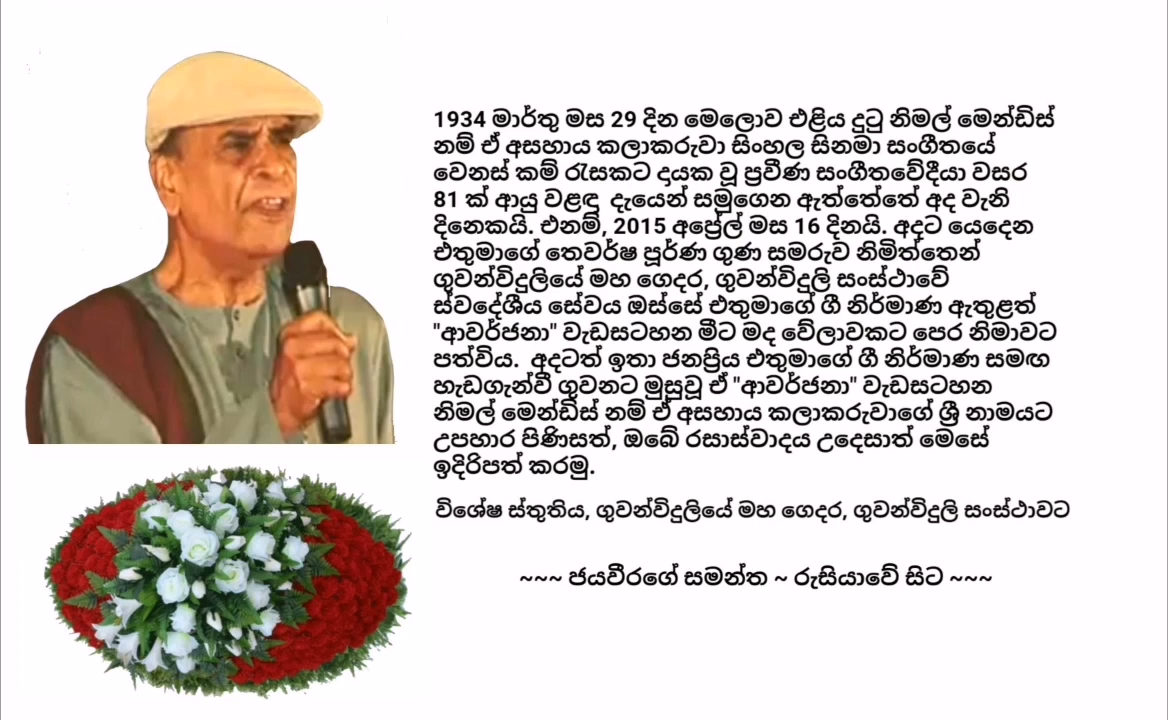 1934 මාර්තු මස 29 දින මෙලොව එළිය දුටු නිමල් මෙන්ඩිස්
නම් ඒ අසහාය කලාකරුවා සිංහල සිනමා සංගීතයේ
වෙනස් කම් රැසකට දායක වූ ප්‍රවීණ සංගීතවේදීයා වසර
81 ක් ආයු වළඳු  දැයෙන් සමුගෙන ඇත්තේතේ අද වැනි
දිනෙකයි. එනම්, 2015 අප්‍රේල් මස 16 දිනයි. අදට යෙදෙන
එතුමාගේ තෙවර්ෂ පූර්ණ ගුණ සමරුව නිමිත්තෙන්
ගුවන්විදුලියේ මහ ගෙදර, ගුවන්විදුලි සංස්ථාවේ
ස්වදේශීය සේවය ඔස්සේ එතුමාගේ ගී නිර්මාණ ඇතුළත්
"ආවර්ජනා" වැඩසටහන මීට මද වේලාවකට පෙර නිමාවට
පත්විය.  අදටත් ඉතා ජනප්‍රිය එතුමාගේ ගී නිර්මාණ සමඟ
හැඩගැන්වී ගුවනට මුසුවූ ඒ "ආවර්ජනා" වැඩසටහන
නිමල් මෙන්ඩිස් නම් ඒ අසහාය කලාකරුවාගේ ශ්‍රී නාමයට
උපහාර පිණිසත්, ඔබේ රසාස්වාදය උදෙසාත් මෙසේ
ඉදිරිපත් කරමු.
විශේෂ ස්තුතිය, ගුවන්විදුලියේ මහ ගෙදර, ගුවන්විදුලි සංස්ථාවට
~~~ ජයවීරගේ සමන්ත ~ රුසියාවේ සිට ~~~